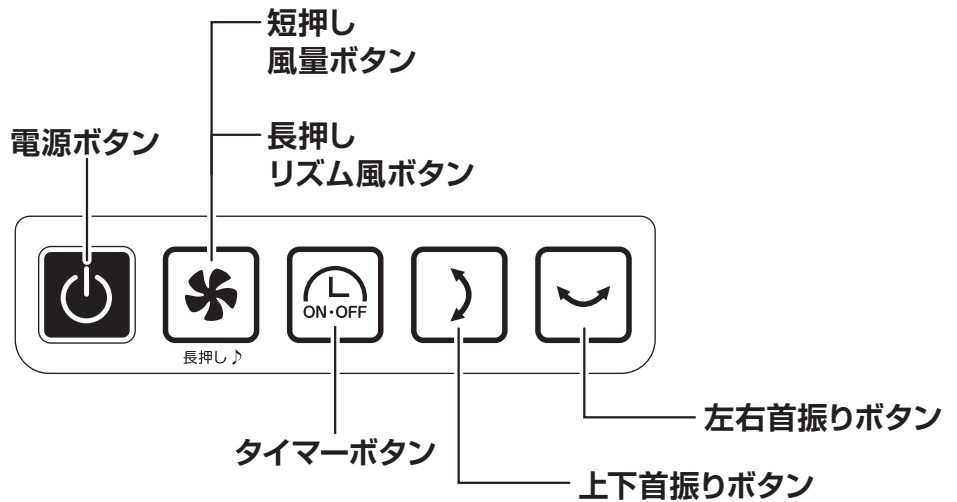 短押し
風量ボタン
長押し
リズム風ボタン
電源ボタン
ON・OFF
長押し♪
タイマーボタン
左右首振りボタン
上下首振りボタン